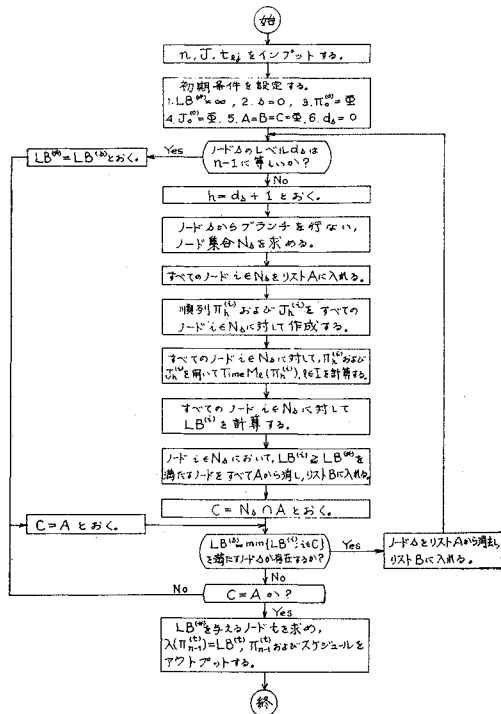 始
n, J, tℓj をインプットする。
初期条件を設定する。
1. LB^(*)=∞, 2. Δ=0, 3. π_0^(0)=亜
4. J_0^(0)=亜, 5. A=B=C=亜, 6. d_Δ=0
ノードΔのレベルd_Δは
n-1に等しいか?
Yes
LB^(*)=LB^(Δ)とおく。
No
h=d_Δ+1 とおく。
ノードΔからブランチを行ない,
ノード集合N_Δを求める。
すべてのノード i∈N_ΔをリストAに入れる。
順列π_h^(i)およびJ_h^(i)をすべての
ノード i∈N_Δに対して作成する。
すべてのノード i∈N_Δに対して, π_h^(i)および
J_h^(i)を用いてTime Mℓ(π_h^(i)), ℓ∈Iを計算する。
すべてのノード i∈N_Δに対して
LB^(i)を計算する。
ノード i∈N_Δにおいて, LB^(i)≧LB^(*)を
満たすノードをすべてAから消し,リストBに入れる。
C=N_Δ∩Aとおく。
C=Aとおく。
LB^(Δ)=min{LB^(i); i∈C}
を満たすノードΔが存在するか?
Yes
ノードΔをリストAから消去し,
リストBに入れる。
No
C=Aか?
No
Yes
LB^(*)を与えるノードtを求め,
λ(π_{n-1}^(t))=LB^(t), π_{n-1}^(t)およびスケジュールを
アウトプットする。
終